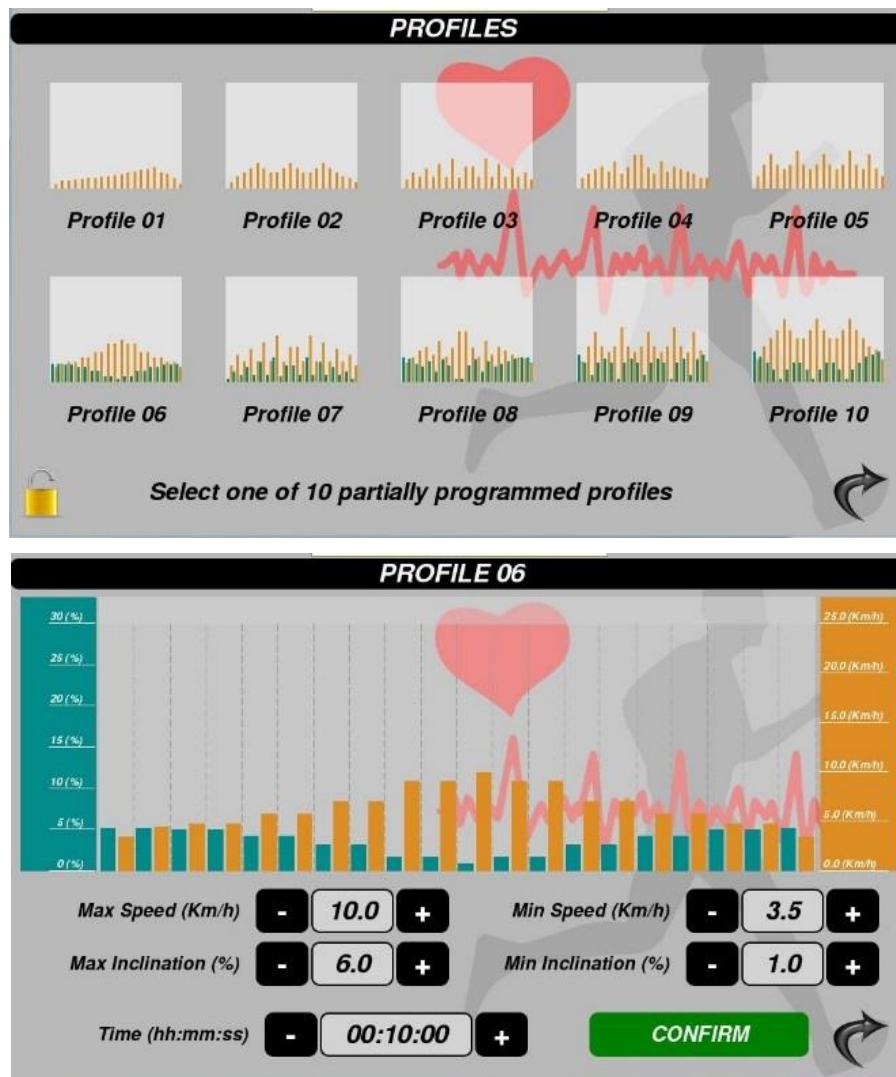 PROFILES
Profile 01 Profile 02 Profile 03 Profile 04 Profile 05
Profile 06 Profile 07 Profile 08 Profile 09 Profile 10
Select one of 10 partially programmed profiles
PROFILE 06
30 (%) 25.0 (Km/h)
25 (%) 20.0 (Km/h)
20 (%) 15.0 (Km/h)
15 (%) 10.0 (Km/h)
10 (%) 5.0 (Km/h)
5 (%) 0.0 (Km/h)
0 (%)
Max Speed (Km/h) - 10.0 + Min Speed (Km/h) - 3.5 +
Max Inclination (%) - 6.0 + Min Inclination (%) - 1.0 +
Time (hh:mm:ss) - 00:10:00 + CONFIRM